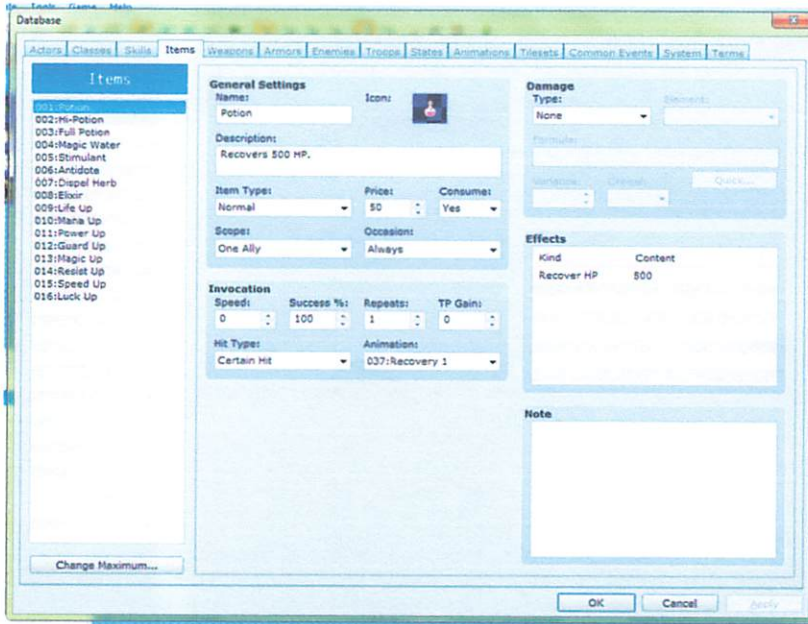 Tools Game Help
Database
Actors Classes Skills Items Weapons Armors Enemies Troops States Animations Tilesets Common Events System Terms
Items
001:Potion
002:Hi-Potion
003:Full Potion
004:Magic Water
005:Stimulant
006:Antidote
007:Dispel Herb
008:Elixir
009:Life Up
010:Mana Up
011:Power Up
012:Guard Up
013:Magic Up
014:Resist Up
015:Speed Up
016:Luck Up
Change Maximum...
General Settings
Name: Icon:
Potion
Description:
Recovers 500 HP.
Item Type: Price: Consume:
Normal 50 Yes
Scope: Occasion:
One Ally Always
Invocation
Speed: Success %: Repeats: TP Gain:
0 100 1 0
Hit Type: Animation:
Certain Hit 037:Recovery 1
Damage
Type: Element:
None
Formula:
Variance: Critical: Quick...
Effects
Kind Content
Recover HP 500
Note
OK Cancel Apply